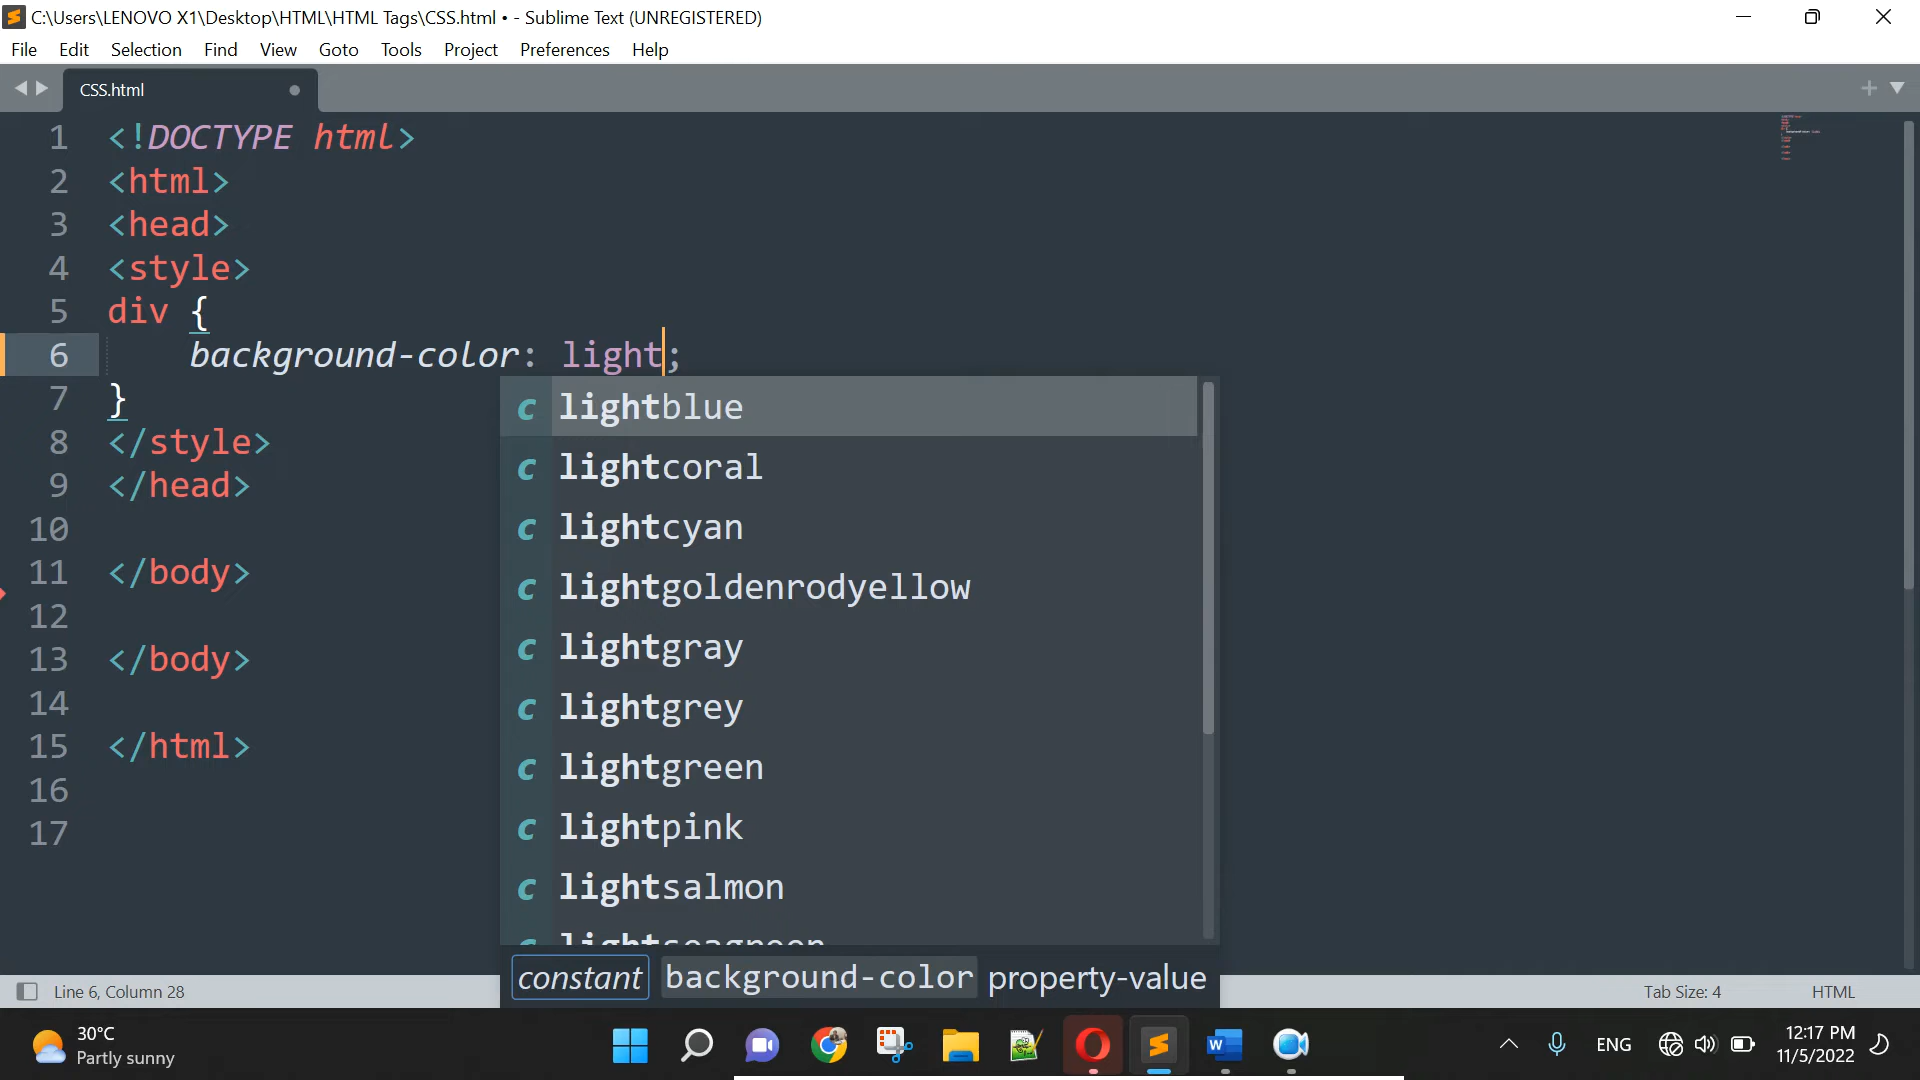 C:\Users\LENOVO X1\Desktop\HTML\HTML Tags\CSS.html • - Sublime Text (UNREGISTERED)
File Edit Selection Find View Goto Tools Project Preferences Help
CSS.html
1 <!DOCTYPE html>
2 <html>
3 <head>
4 <style>
5 div {
6 background-color: light;
7 }
8 </style>
9 </head>
10
11 </body>
12
13 </body>
14
15 </html>
16
17
c lightblue
c lightcoral
c lightcyan
c lightgoldenrodyellow
c lightgray
c lightgrey
c lightgreen
c lightpink
c lightsalmon
c lightseagreen
constant background-color property-value
Line 6, Column 28
Tab Size: 4
HTML
30°C
Partly sunny
ENG
12:17 PM
11/5/2022